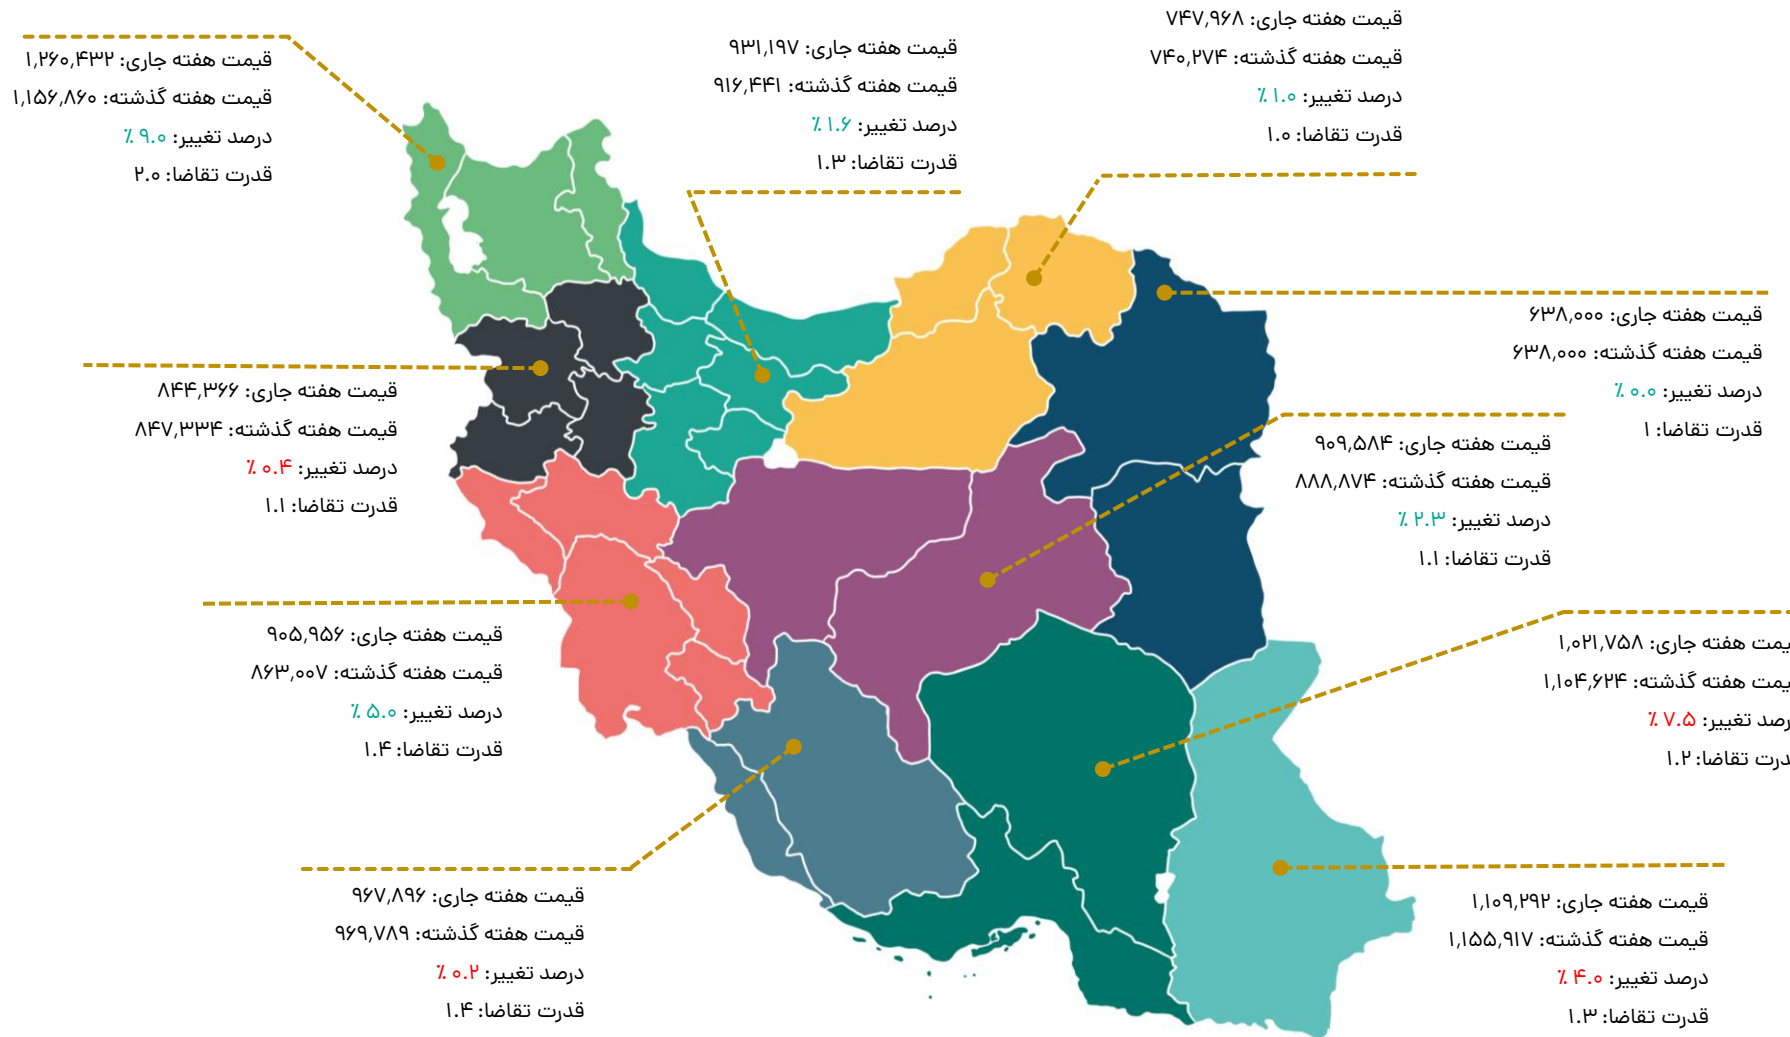 قیمت هفته جاری: ۷۴۷,۹۶۸
قیمت هفته گذشته: ۷۴۰,۲۷۴
درصد تغییر: ۱.۰ ٪
قدرت تقاضا: ۱.۰
قیمت هفته جاری: ۹۳۱,۱۹۷
قیمت هفته گذشته: ۹۱۶,۴۴۱
درصد تغییر: ۱.۶ ٪
قدرت تقاضا: ۱.۳
قیمت هفته جاری: ۱,۲۶۰,۴۳۲
قیمت هفته گذشته: ۱,۱۵۶,۸۶۰
درصد تغییر: ۹.۰ ٪
قدرت تقاضا: ۲.۰
قیمت هفته جاری: ۶۳۸,۰۰۰
قیمت هفته گذشته: ۶۳۸,۰۰۰
درصد تغییر: ۰.۰ ٪
قدرت تقاضا: ۱
قیمت هفته جاری: ۸۴۴,۳۶۶
قیمت هفته گذشته: ۸۴۷,۳۳۴
درصد تغییر: ۰.۴ ٪
قدرت تقاضا: ۱.۱
قیمت هفته جاری: ۹۰۹,۵۸۴
قیمت هفته گذشته: ۸۸۸,۸۷۴
درصد تغییر: ۲.۳ ٪
قدرت تقاضا: ۱.۱
قیمت هفته جاری: ۹۰۵,۹۵۶
قیمت هفته گذشته: ۸۶۳,۰۰۷
درصد تغییر: ۵.۰ ٪
قدرت تقاضا: ۱.۴
یمت هفته جاری: ۱,۰۲۱,۷۵۸
یمت هفته گذشته: ۱,۱۰۴,۶۲۴
رصد تغییر: ۷.۵ ٪
درت تقاضا: ۱.۲
قیمت هفته جاری: ۹۶۷,۸۹۶
قیمت هفته گذشته: ۹۶۹,۷۸۹
درصد تغییر: ۰.۲ ٪
قدرت تقاضا: ۱.۴
قیمت هفته جاری: ۱,۱۰۹,۲۹۲
قیمت هفته گذشته: ۱,۱۵۵,۹۱۷
درصد تغییر: ۴.۰ ٪
قدرت تقاضا: ۱.۳